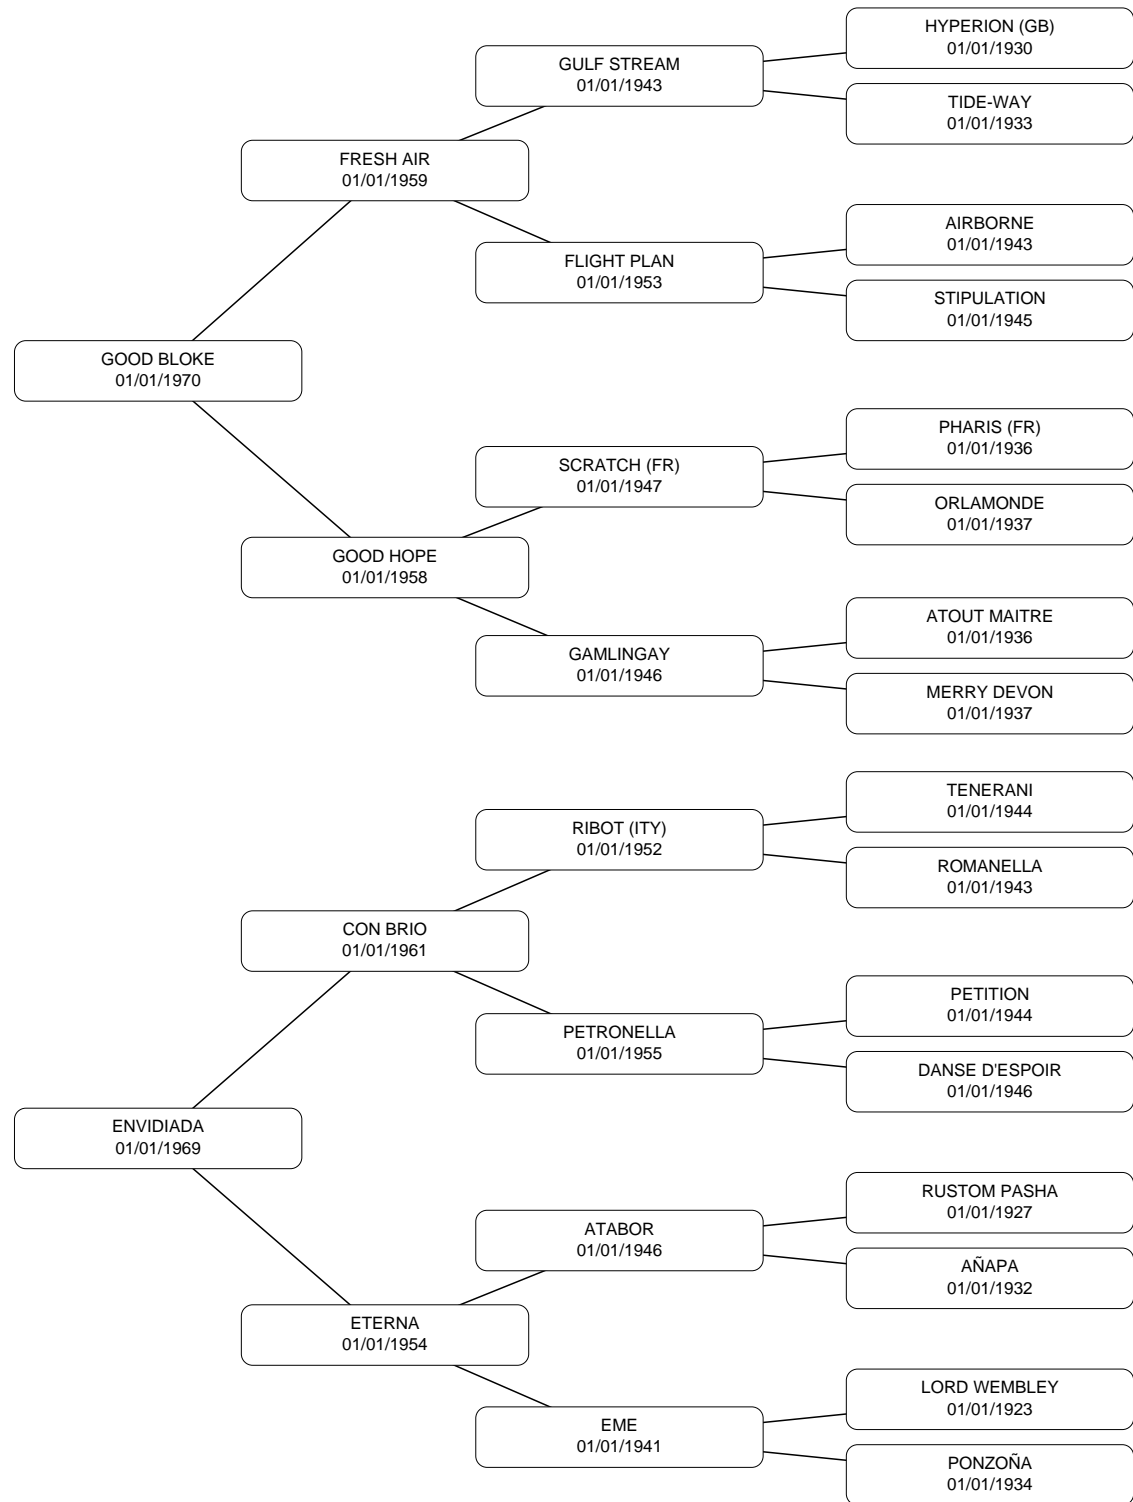 HYPERION (GB)
01/01/1930
GULF STREAM
01/01/1943
TIDE-WAY
01/01/1933
FRESH AIR
01/01/1959
AIRBORNE
01/01/1943
FLIGHT PLAN
01/01/1953
STIPULATION
01/01/1945
GOOD BLOKE
01/01/1970
PHARIS (FR)
01/01/1936
SCRATCH (FR)
01/01/1947
ORLAMONDE
01/01/1937
GOOD HOPE
01/01/1958
ATOUT MAITRE
01/01/1936
GAMLINGAY
01/01/1946
MERRY DEVON
01/01/1937
TENERANI
01/01/1944
RIBOT (ITY)
01/01/1952
ROMANELLA
01/01/1943
CON BRIO
01/01/1961
PETITION
01/01/1944
PETRONELLA
01/01/1955
DANSE D'ESPOIR
01/01/1946
ENVIDIADA
01/01/1969
RUSTOM PASHA
01/01/1927
ATABOR
01/01/1946
AÑAPA
01/01/1932
ETERNA
01/01/1954
LORD WEMBLEY
01/01/1923
EME
01/01/1941
PONZOÑA
01/01/1934